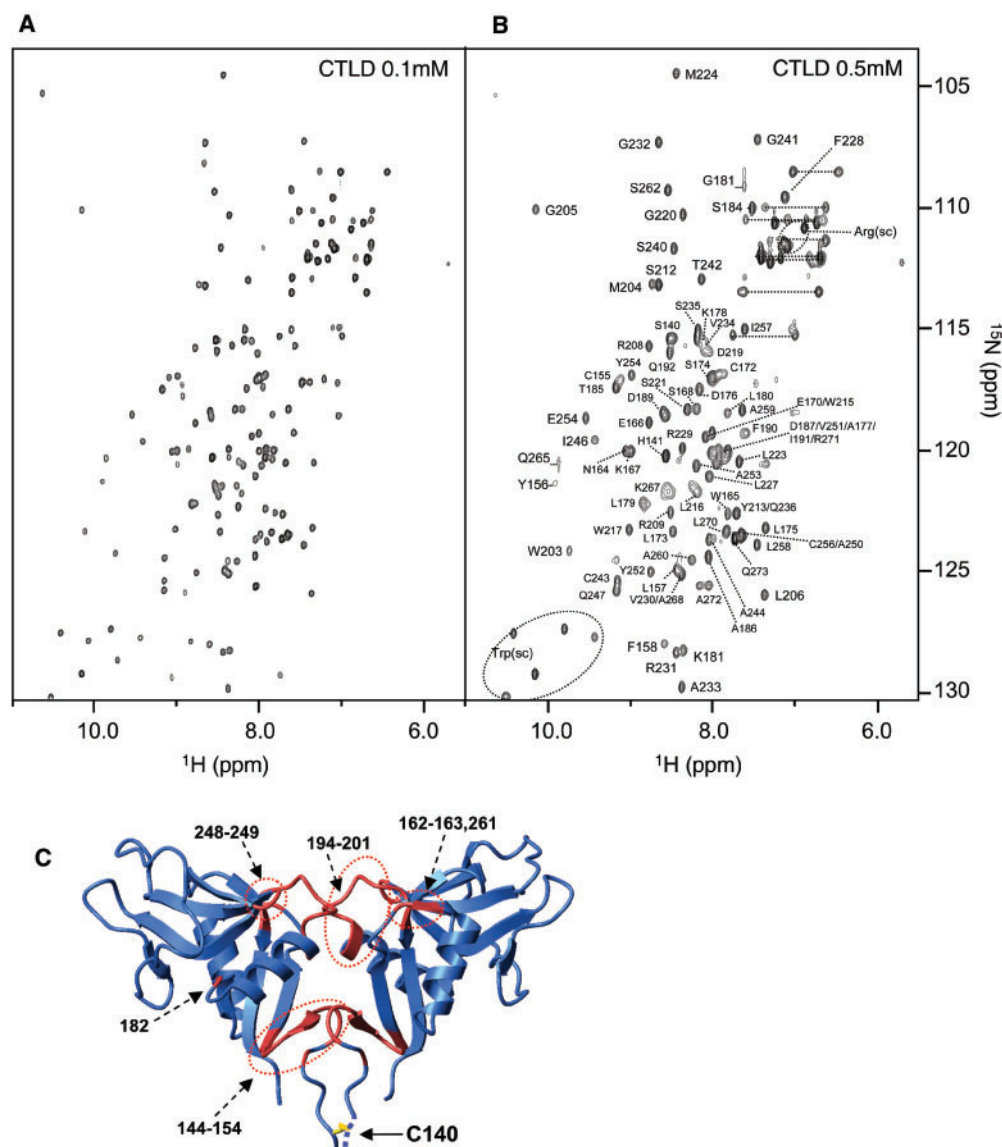 A
B
CTLD 0.1mM
CTLD 0.5mM
M224
105
G232
G241
F228
G181
S262
S184
G205
G220
110
Arg(sc)
S240
S212
T242
M204
S235
K178
V234
I257
115
S140
R208
Q192
D219
Y254
S174
C172
C155
T185
S221
S168
D176
L180
D189
A259
E170/W215
E254
E166
R229
F190
D187/V251/A177/
I191/R271
I246
H141
L223
120
N164
K167
A253
Q265
L227
Y156
K267
W165
Y213/Q236
L179
L216
R209
L270
L175
W217
L173
C256/A250
W203
A260
L258
Q273
Y252
C243
L157
A272
A244
L206
125
Q247
V230/A268
A186
Trp(sc)
F158
K181
R231
A233
130
15N (ppm)
10.0
8.0
6.0
10.0
8.0
6.0
1H (ppm)
1H (ppm)
C
248-249
194-201
162-163,261
182
144-154
C140